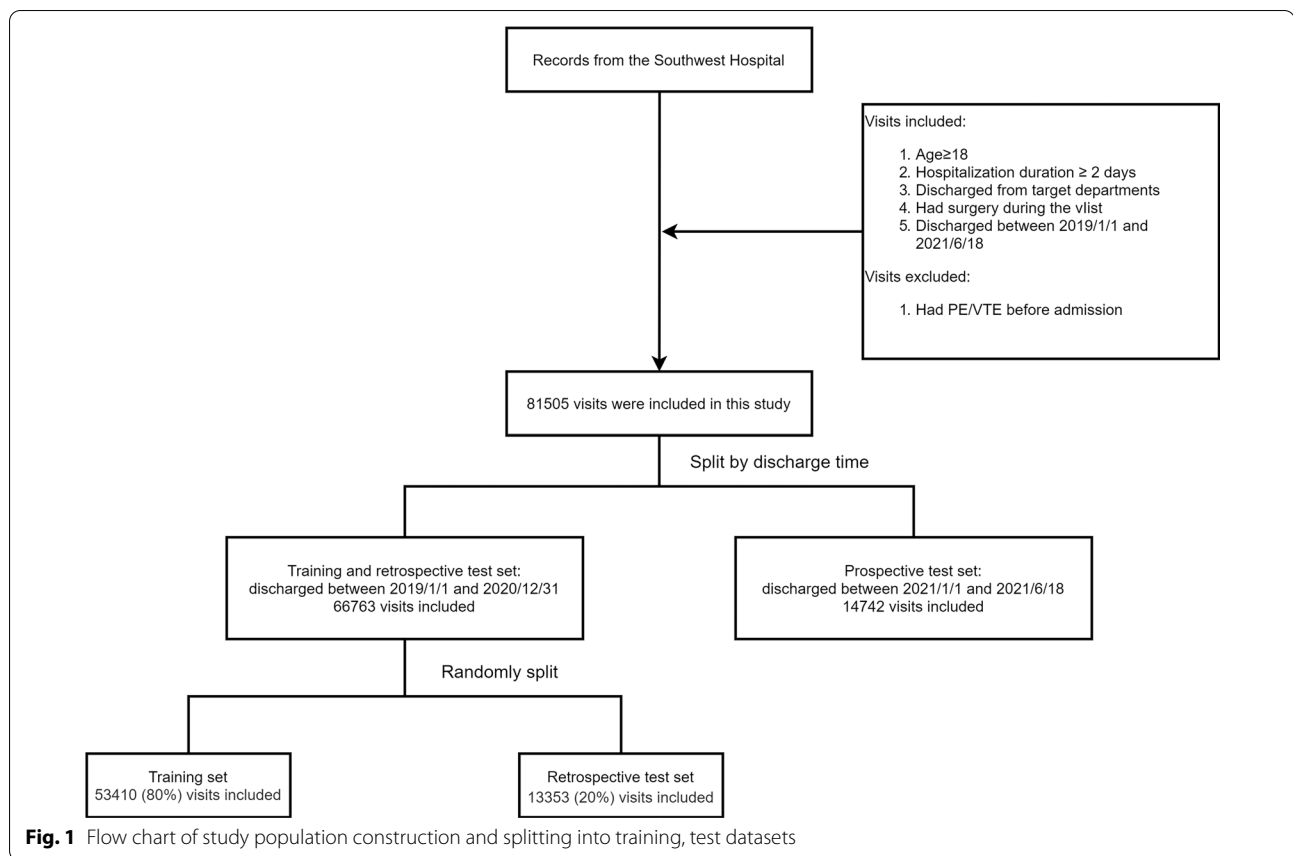 Records from the Southwest Hospital
Visits included:
1. Age≥18
2. Hospitalization duration ≥ 2 days
3. Discharged from target departments
4. Had surgery during the vlist
5. Discharged between 2019/1/1 and
2021/6/18
Visits excluded:
1. Had PE/VTE before admission
81505 visits were included in this study
Split by discharge time
Training and retrospective test set:
discharged between 2019/1/1 and 2020/12/31
66763 visits included
Prospective test set:
discharged between 2021/1/1 and 2021/6/18
14742 visits included
Randomly split
Training set
53410 (80%) visits included
Retrospective test set
13353 (20%) visits included
Fig. 1 Flow chart of study population construction and splitting into training, test datasets